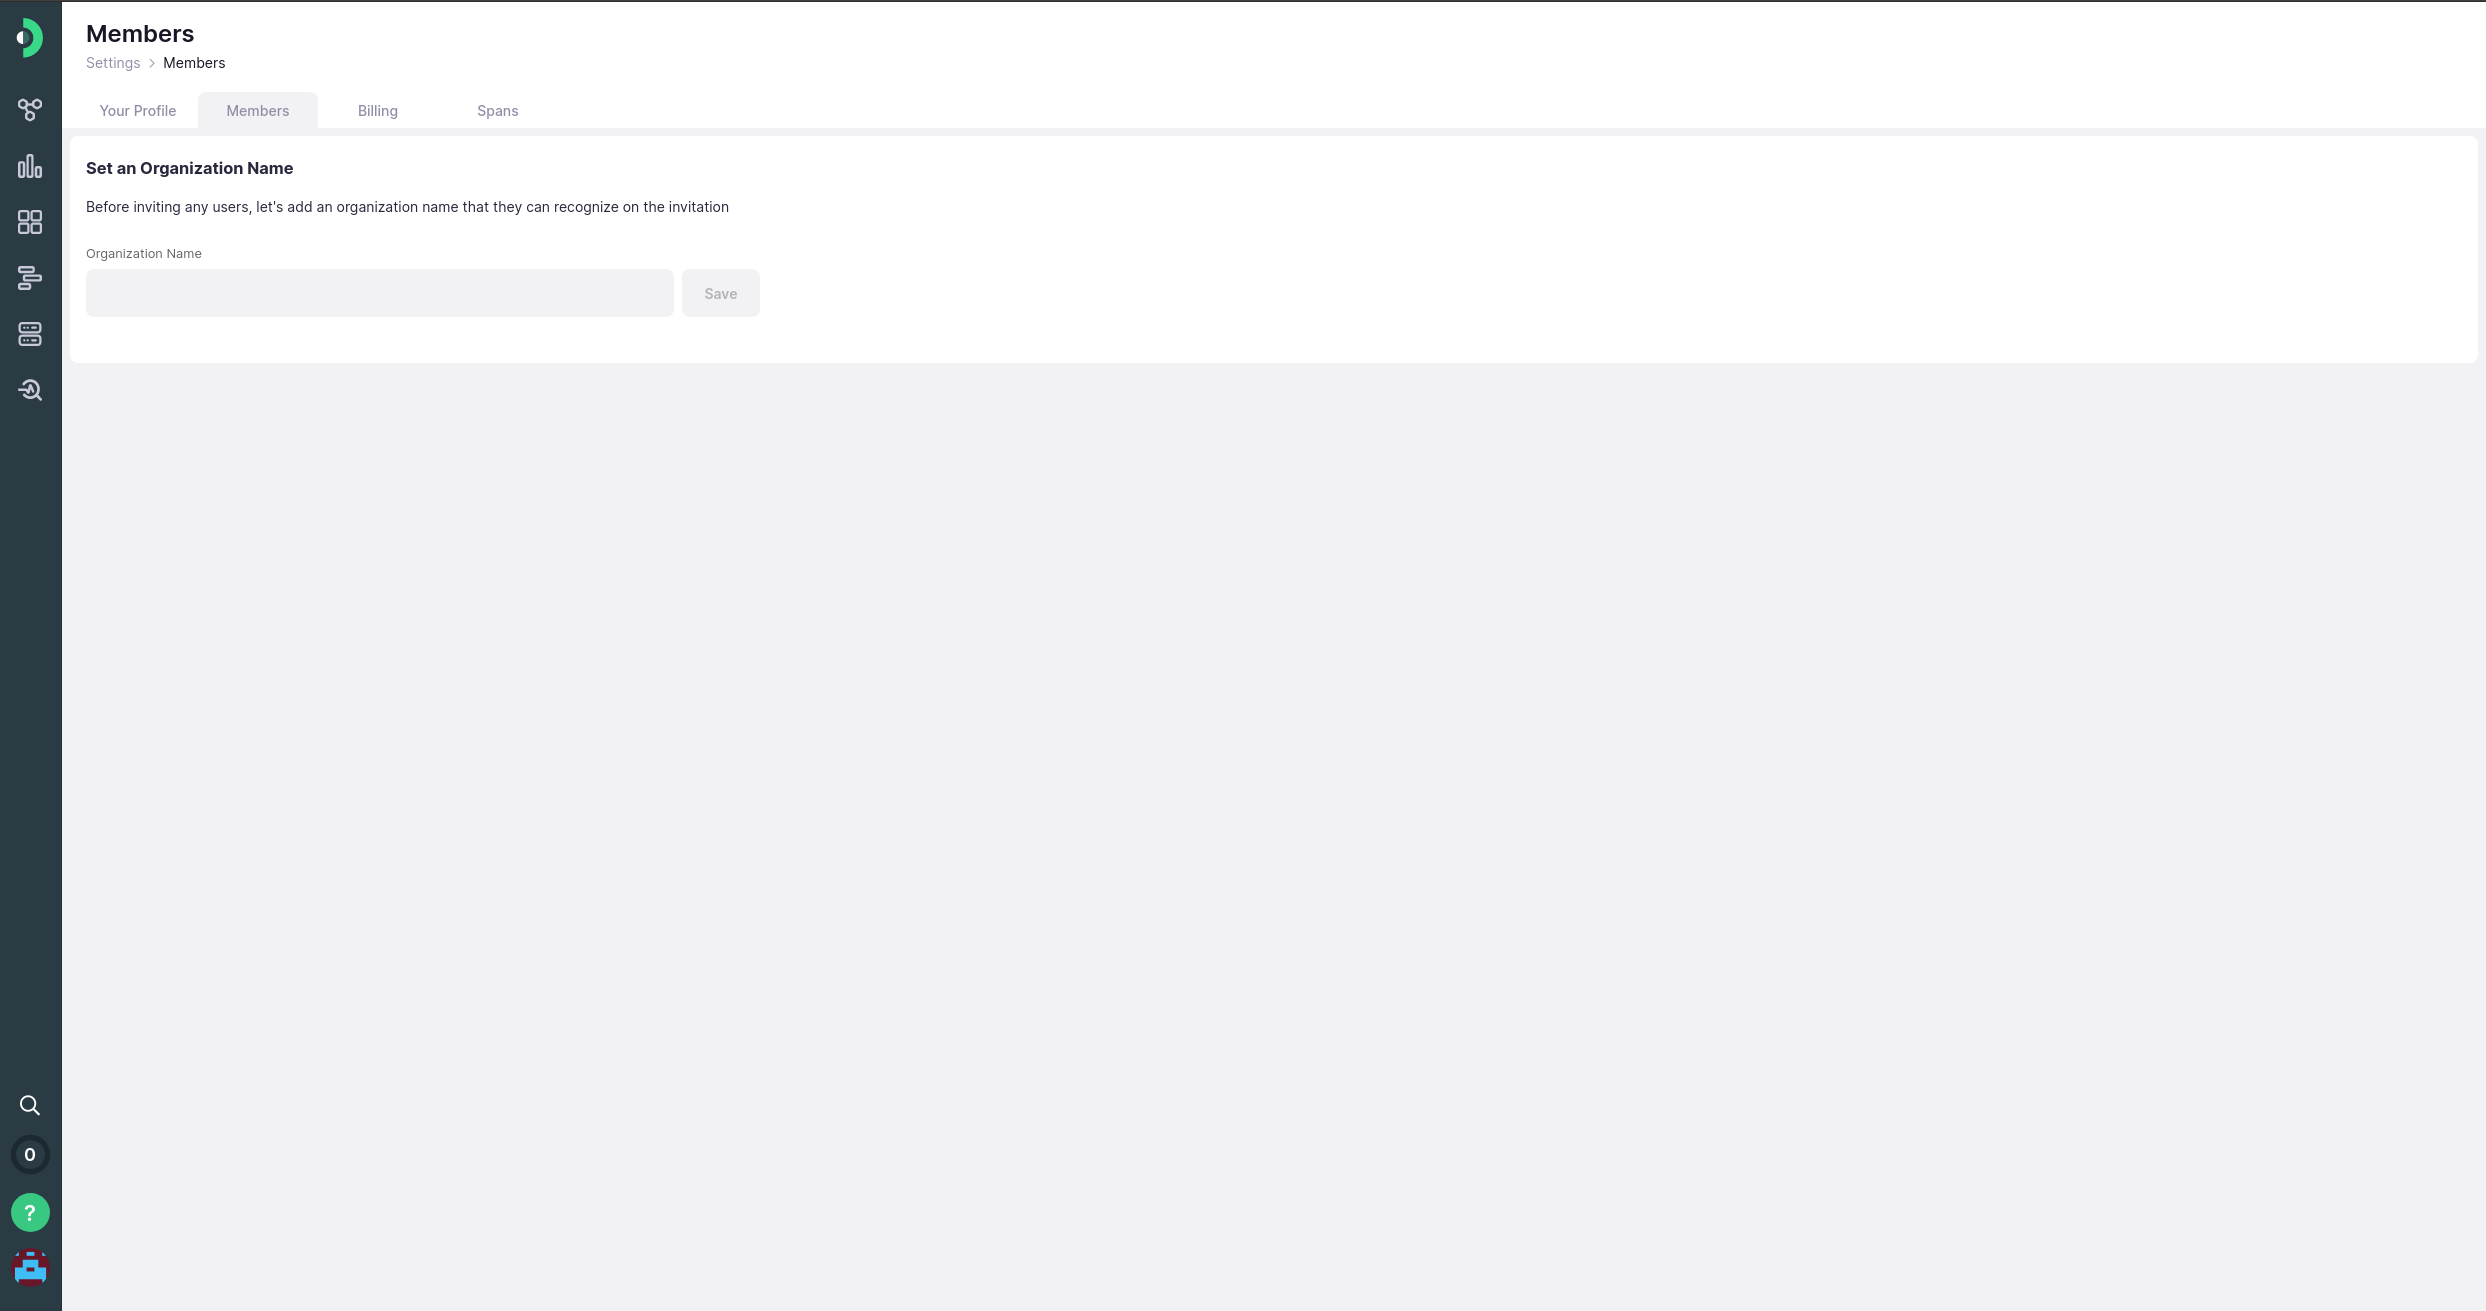 Members
Settings > Members
Your Profile Members Billing Spans
Set an Organization Name
Before inviting any users, let's add an organization name that they can recognize on the invitation
Organization Name
Save
0
?